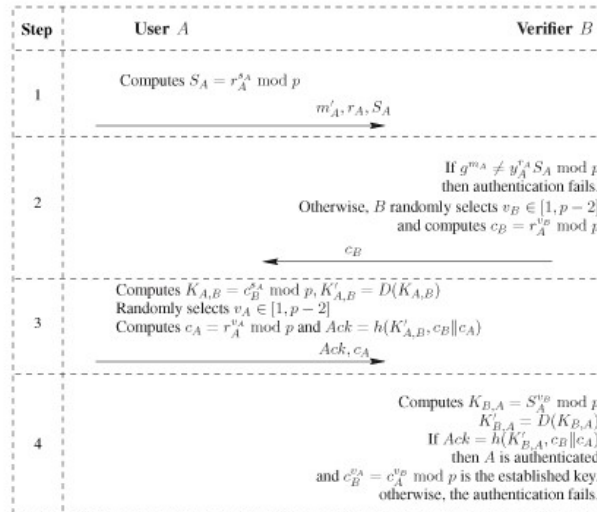 Step User A Verifier B
1
Computes S_A = r_A^{s_A} mod p
m'_A, r_A, S_A
2
If g^{m_A} ≠ y_A^{r_A} S_A mod p
then authentication fails.
Otherwise, B randomly selects v_B ∈ [1, p − 2]
and computes c_B = r_A^{v_B} mod p
c_B
3
Computes K_{A,B} = c_B^{s_A} mod p, K'_{A,B} = D(K_{A,B})
Randomly selects v_A ∈ [1, p − 2]
Computes c_A = r_A^{v_A} mod p and Ack = h(K'_{A,B}, c_B||c_A)
Ack, c_A
4
Computes K_{B,A} = S_A^{v_B} mod p
K'_{B,A} = D(K_{B,A})
If Ack = h(K'_{B,A}, c_B||c_A)
then A is authenticated
and c_B^{v_A} = c_A^{v_B} mod p is the established key;
otherwise, the authentication fails.